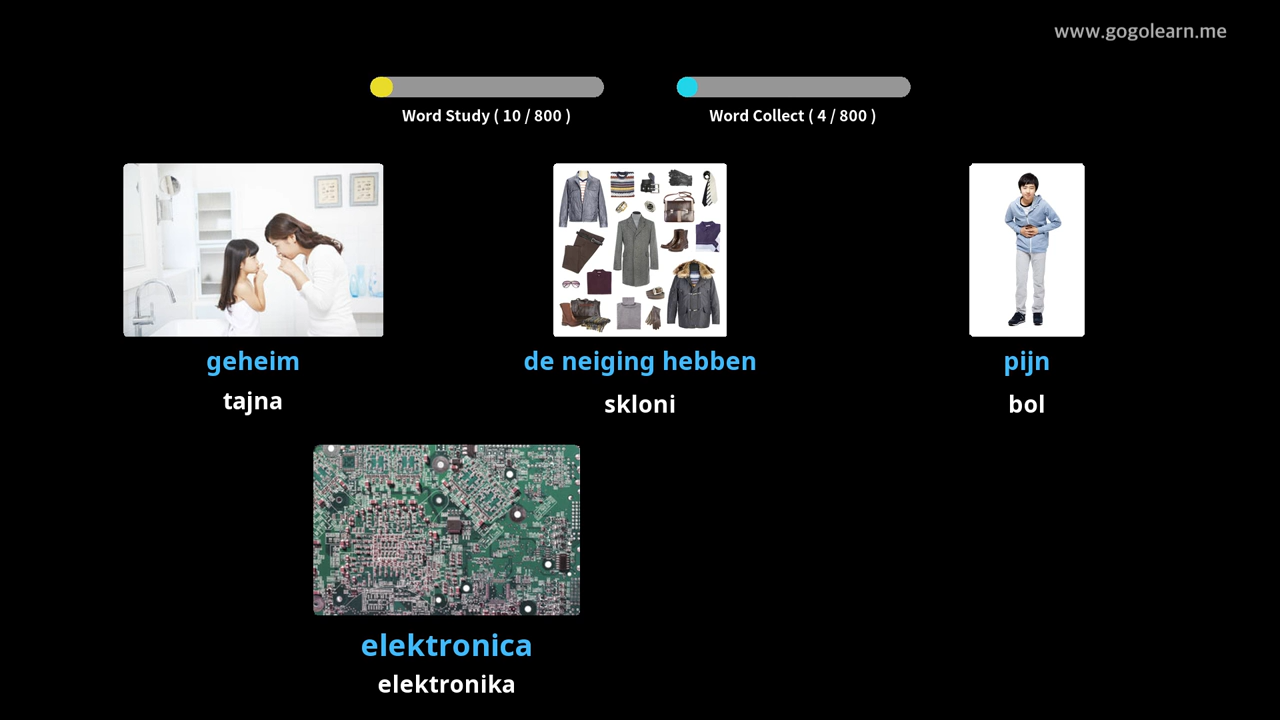 www.gogolearn.me
Word Study ( 10 / 800 )
Word Collect ( 4 / 800 )
geheim
tajna
de neiging hebben
skloni
pijn
bol
elektronica
elektronika